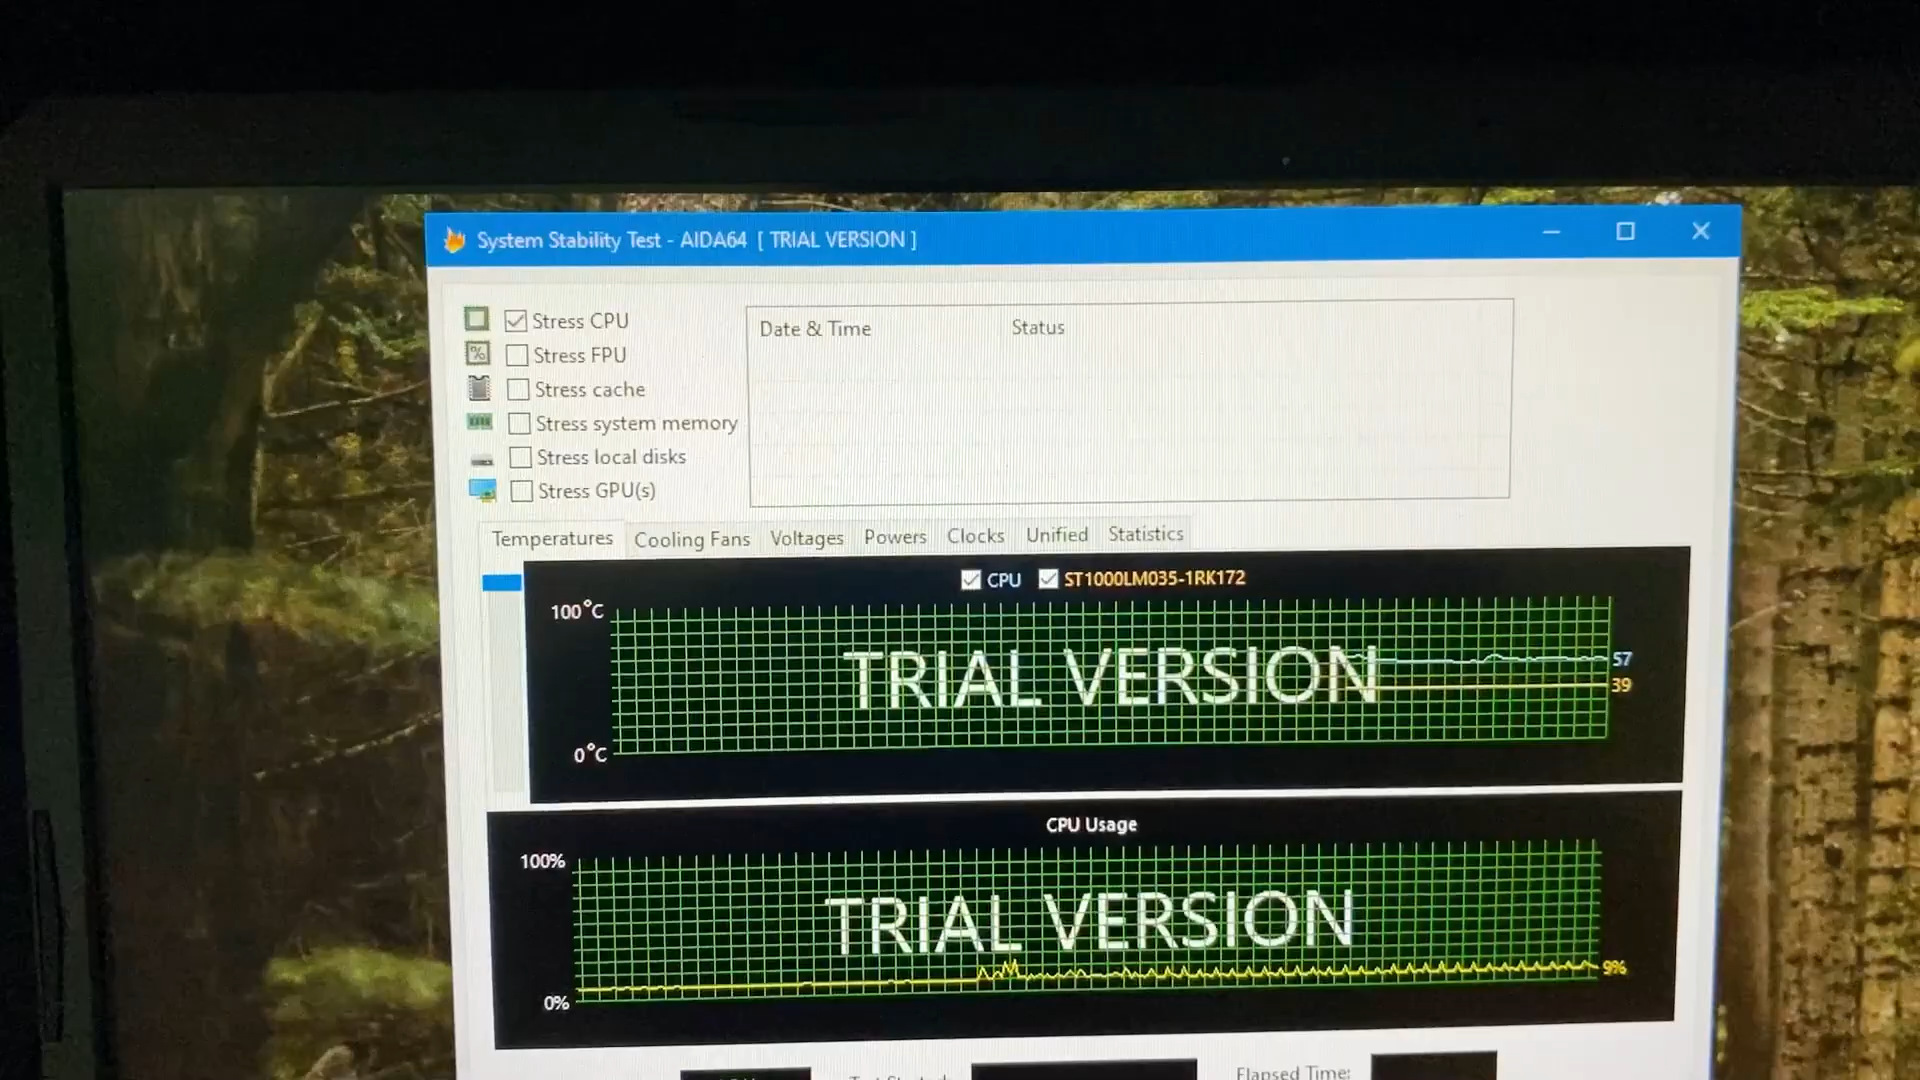 System Stability Test - AIDA64 [ TRIAL VERSION ]
Stress CPU
Stress FPU
Stress cache
Stress system memory
Stress local disks
Stress GPU(s)
Date & Time Status
Temperatures Cooling Fans Voltages Powers Clocks Unified Statistics
CPU ST1000LM035-1RK172
100°C
TRIAL VERSION
57
39
0°C
CPU Usage
100%
TRIAL VERSION
9%
0%
Elapsed Time: